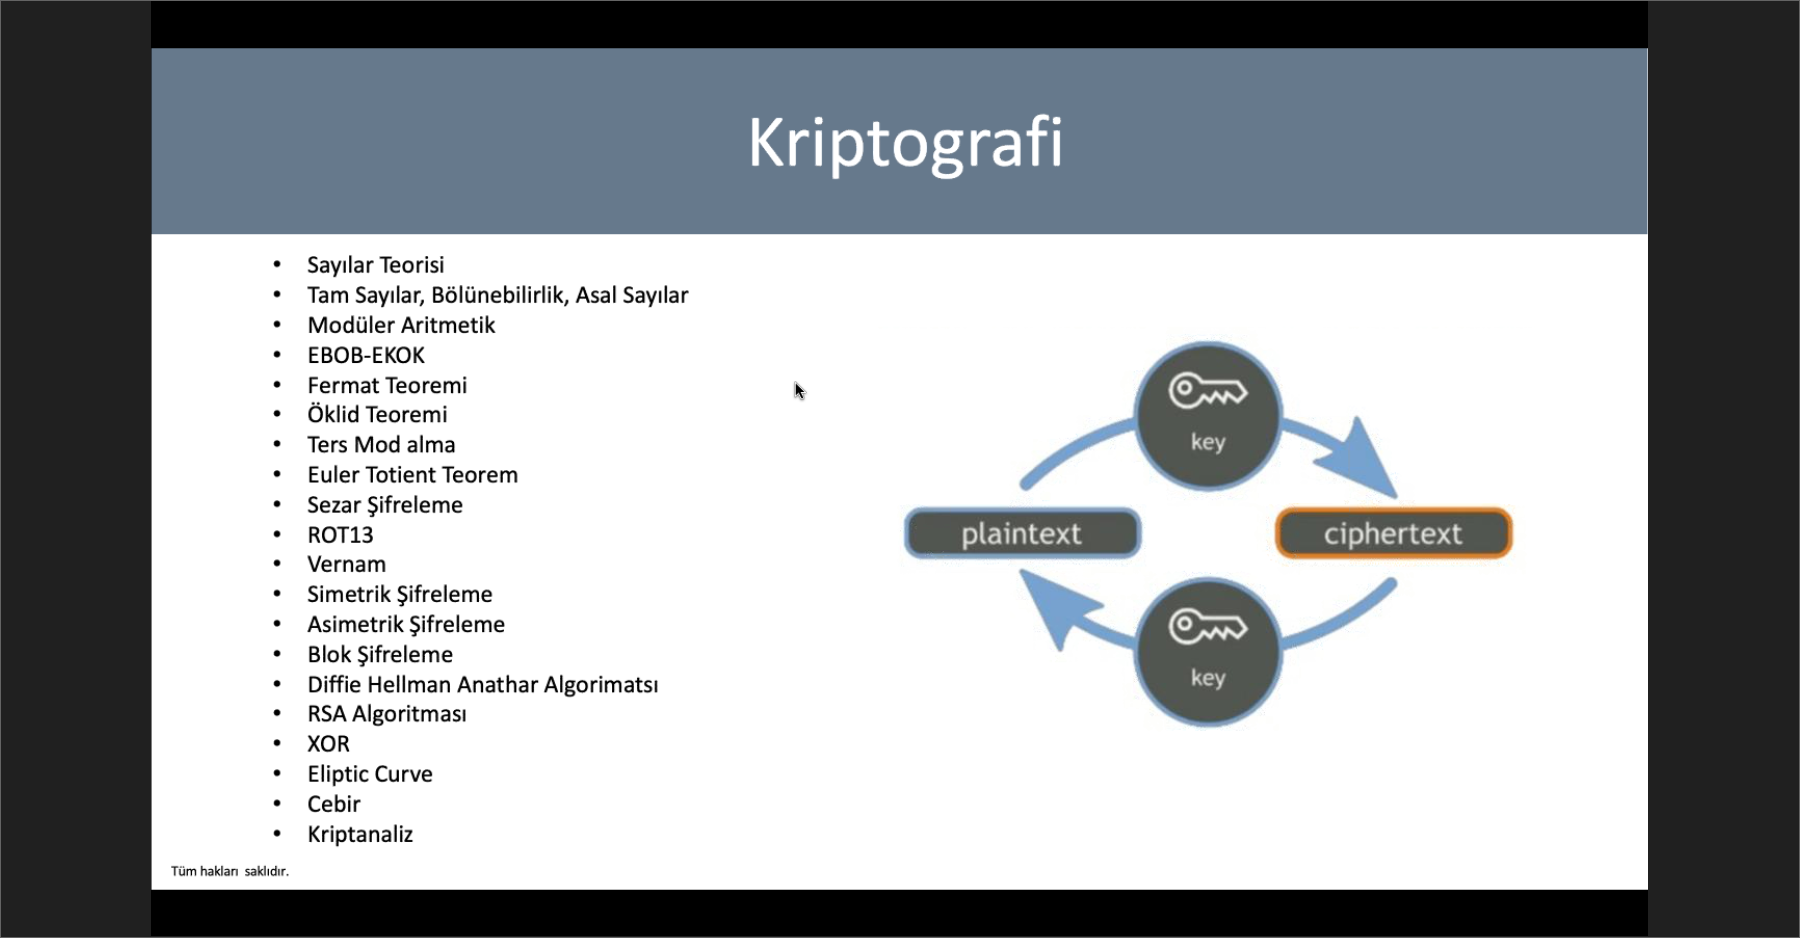 Kriptografi
• Sayılar Teorisi
• Tam Sayılar, Bölünebilirlik, Asal Sayılar
• Modüler Aritmetik
• EBOB-EKOK
• Fermat Teoremi
• Öklid Teoremi
• Ters Mod alma
• Euler Totient Teorem
• Sezar Şifreleme
• ROT13
• Vernam
• Simetrik Şifreleme
• Asimetrik Şifreleme
• Blok Şifreleme
• Diffie Hellman Anathar Algorimatsı
• RSA Algoritması
• XOR
• Eliptic Curve
• Cebir
• Kriptanaliz
key
plaintext
ciphertext
key
Tüm hakları saklıdır.